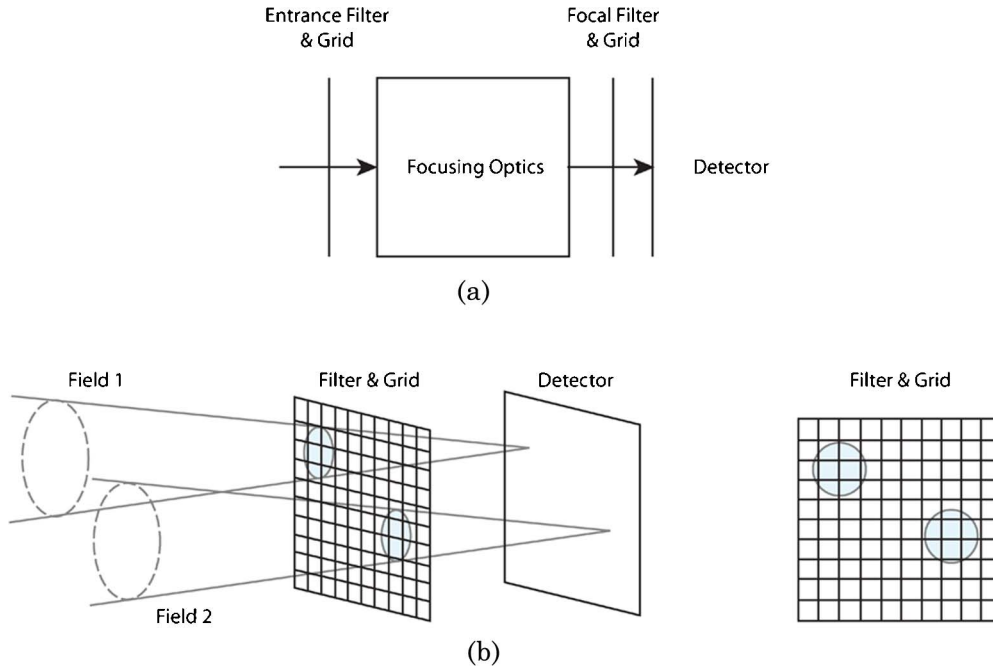 Entrance Filter
& Grid
Focal Filter
& Grid
Focusing Optics
Detector
(a)
Field 1
Filter & Grid
Detector
Filter & Grid
Field 2
(b)